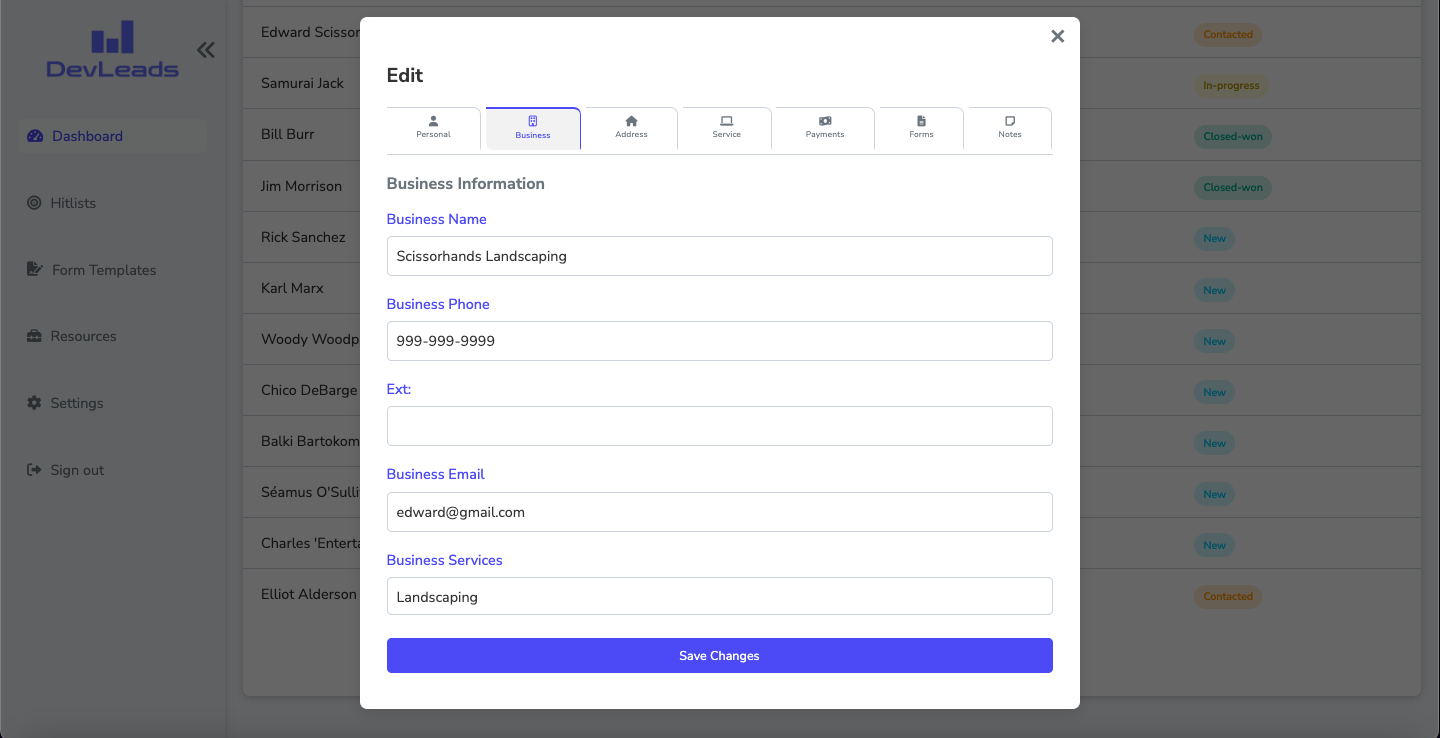 DevLeads
Dashboard
Hitlists
Form Templates
Resources
Settings
Sign out
Edward Scissor
Contacted
Samurai Jack
In-progress
Bill Burr
Closed-won
Jim Morrison
Closed-won
Rick Sanchez
New
Karl Marx
New
Woody Woodp
New
Chico DeBarge
New
Balki Bartokom
New
Séamus O'Sulli
New
Charles 'Enterta
New
Elliot Alderson
Contacted
Edit
Personal
Business
Address
Service
Payments
Forms
Notes
Business Information
Business Name
Scissorhands Landscaping
Business Phone
999-999-9999
Ext:
Business Email
edward@gmail.com
Business Services
Landscaping
Save Changes